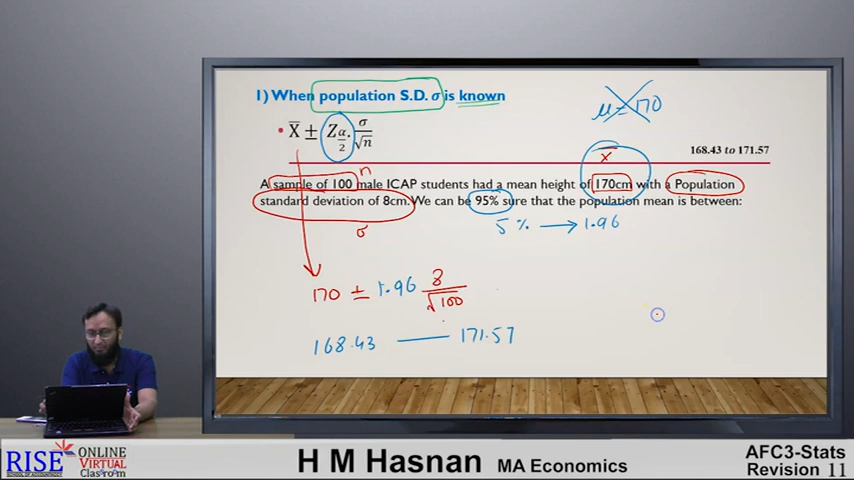 1) When population S.D. σ is known
μ = 170
• X̄ ± Zα/2 · σ/√n
168.43 to 171.57
n
x̄
A sample of 100 male ICAP students had a mean height of 170cm with a Population
standard deviation of 8cm. We can be 95% sure that the population mean is between:
σ
5% → 1.96
170 ± 1.96 8/√100
168.43 — 171.57
RISE
SCHOOL OF ACCOUNTANCY
ONLINE
VIRTUAL
Classroom
H M Hasnan MA Economics
AFC3-Stats
Revision 11